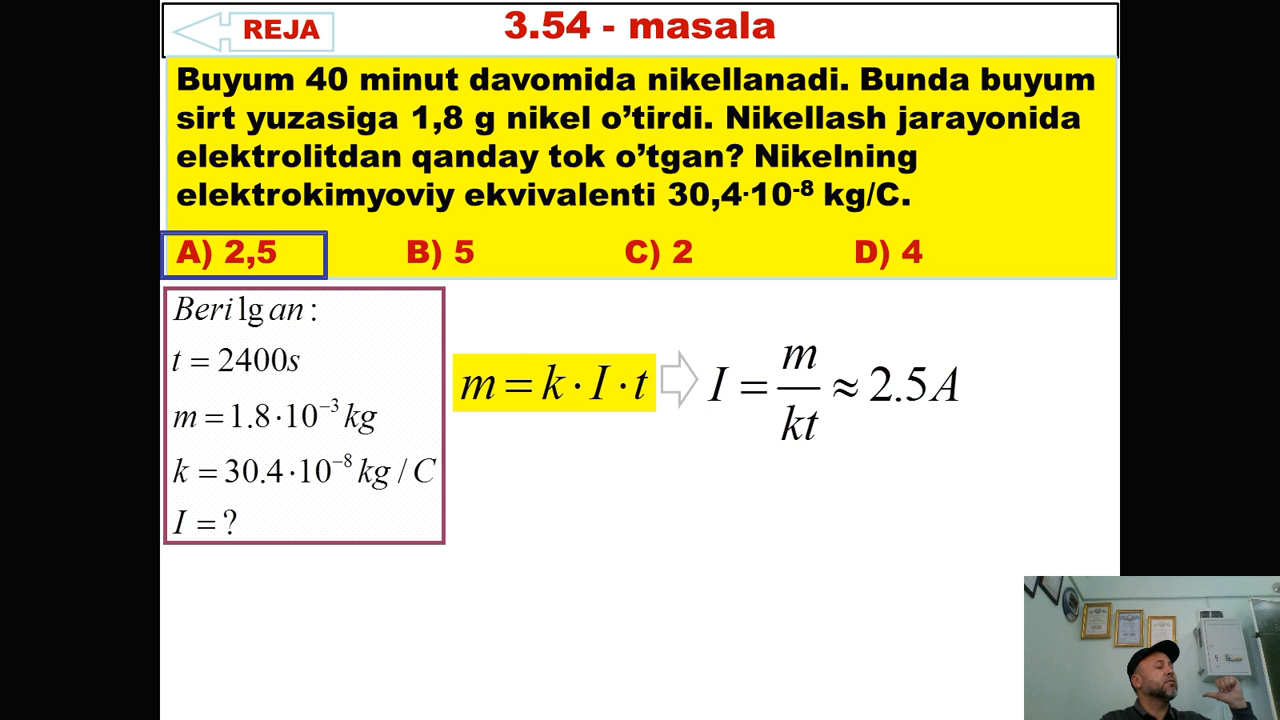 REJA
3.54 - masala
Buyum 40 minut davomida nikellanadi. Bunda buyum
sirt yuzasiga 1,8 g nikel o’tirdi. Nikellash jarayonida
elektrolitdan qanday tok o’tgan? Nikelning
elektrokimyoviy ekvivalenti 30,4·10⁻⁸ kg/C.
A) 2,5 B) 5 C) 2 D) 4
Berilgan:
t = 2400s
m = 1.8·10⁻³ kg
k = 30.4·10⁻⁸ kg / C
I = ?
m = k · I · t
I = m/kt ≈ 2.5A